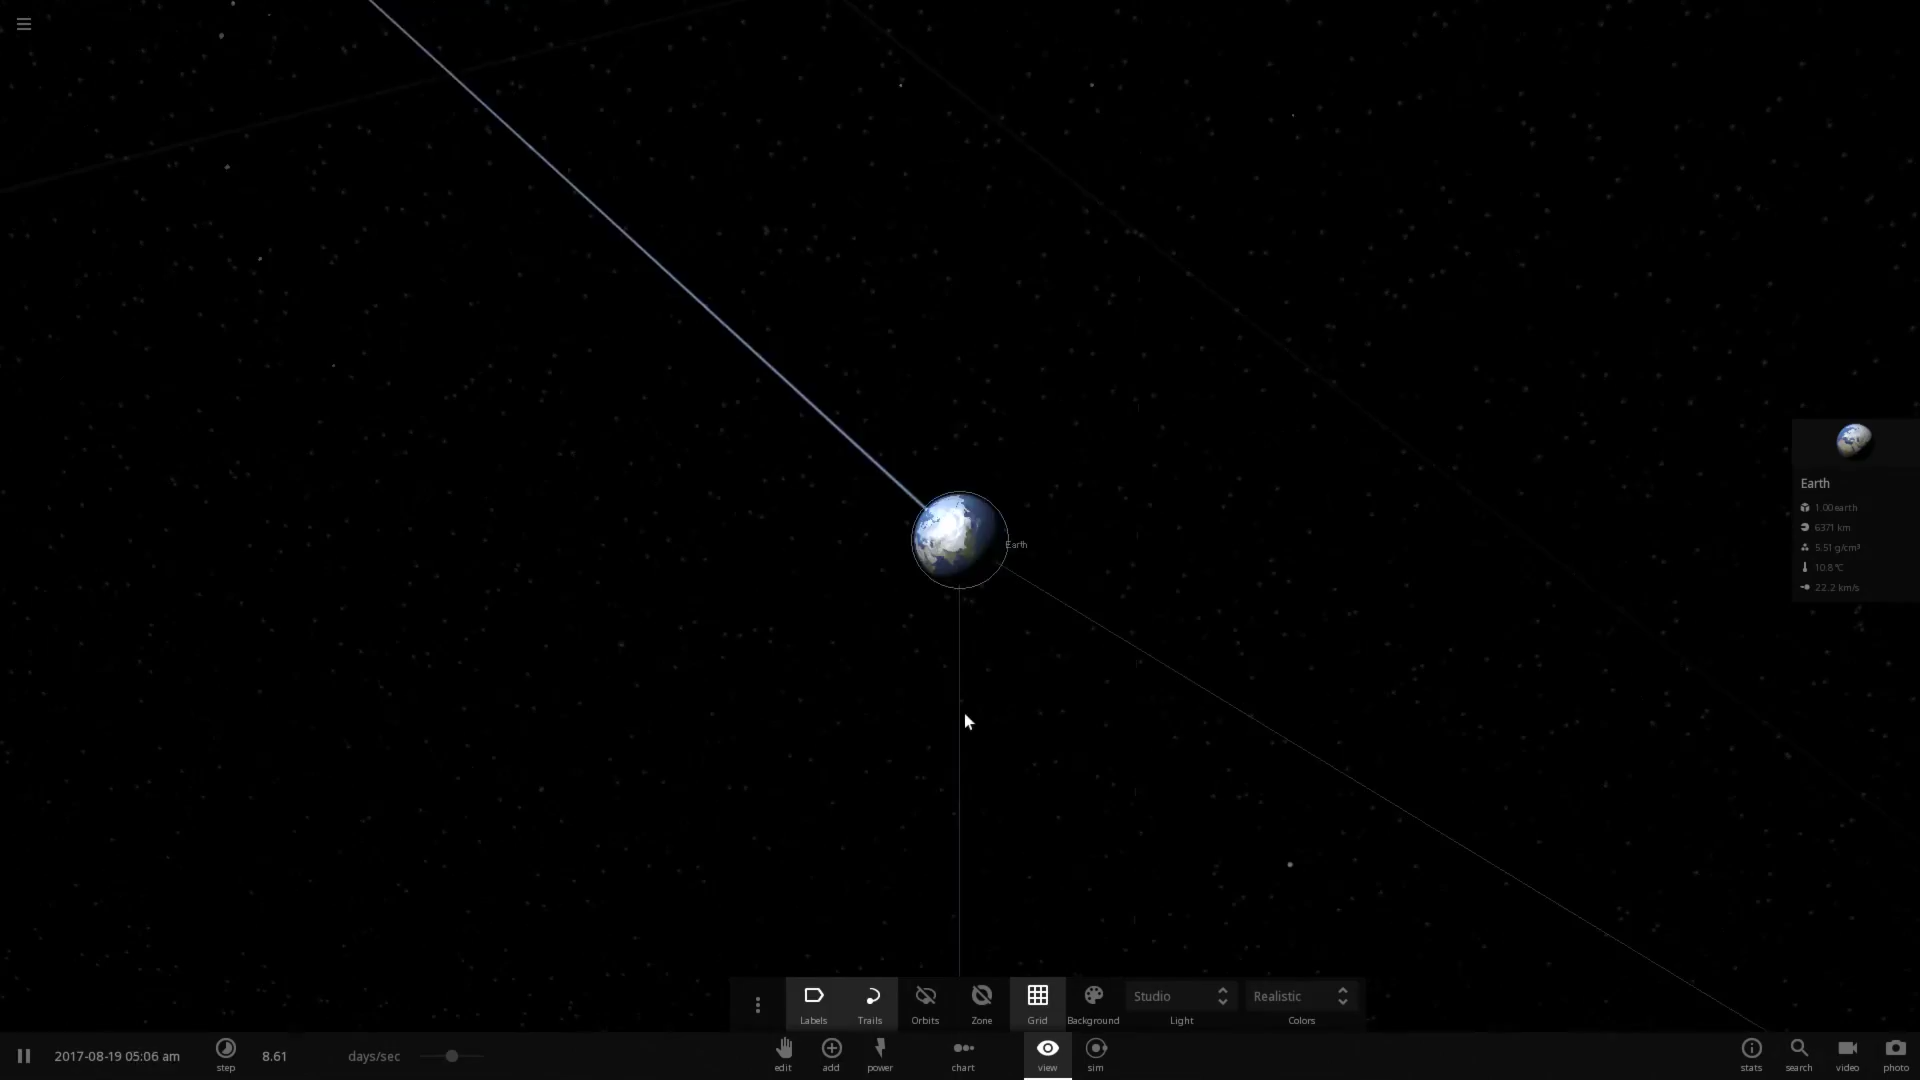 Earth
Earth
1.00 earth
6371 km
5.51 g/cm³
10.8 °C
22.2 km/s
Studio
Realistic
Labels
Trails
Orbits
Zone
Grid
Background
Light
Colors
2017-08-19 05:06 am
step
8.61
days/sec
edit
add
power
chart
view
sim
stats
search
video
photo